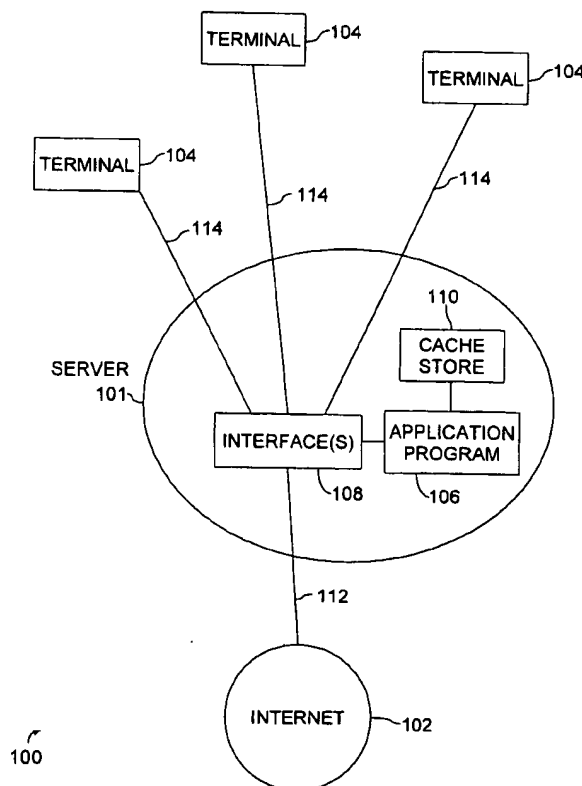 TERMINAL 104
TERMINAL 104
TERMINAL 104
114
114
114
SERVER
101
110
CACHE
STORE
INTERFACE(S)
108
APPLICATION
PROGRAM
106
112
INTERNET
102
100